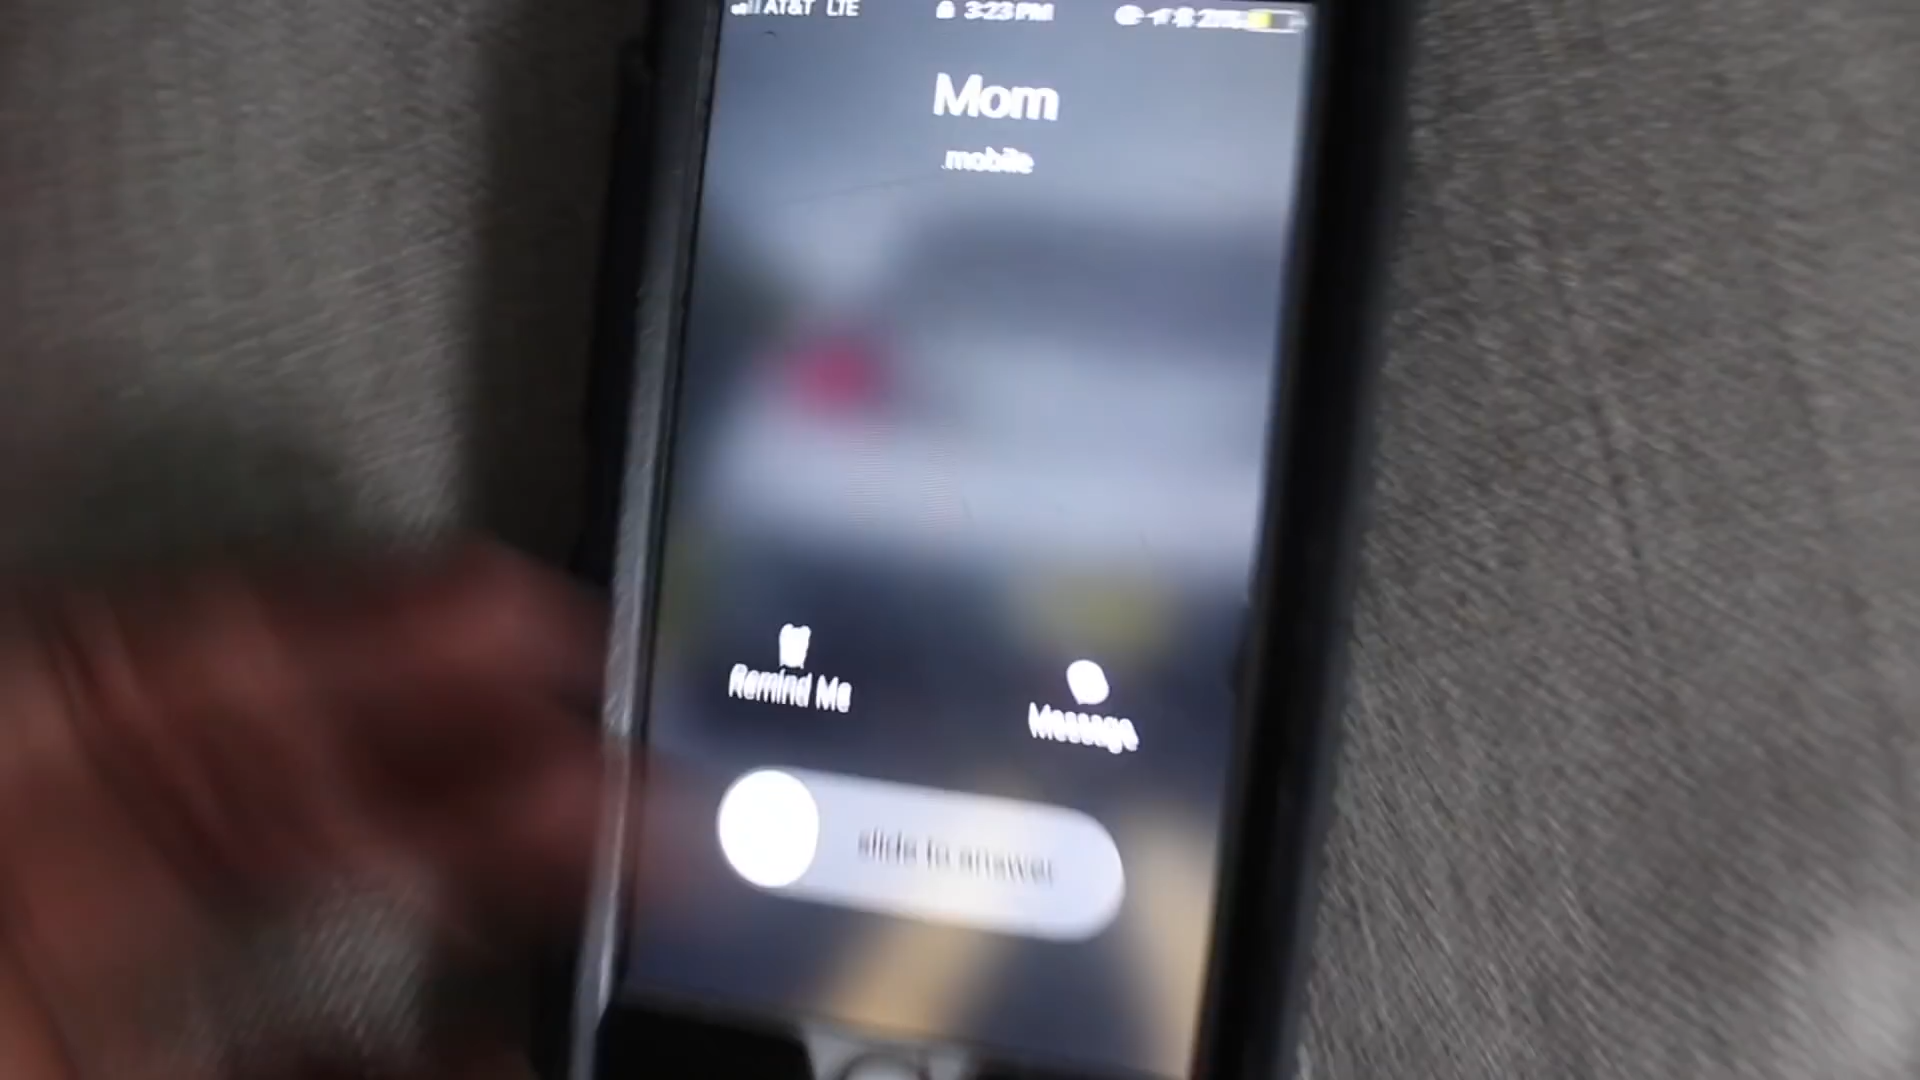 AT&T LTE 3:23 PM
Mom
mobile
Remind Me
Message
slide to answer